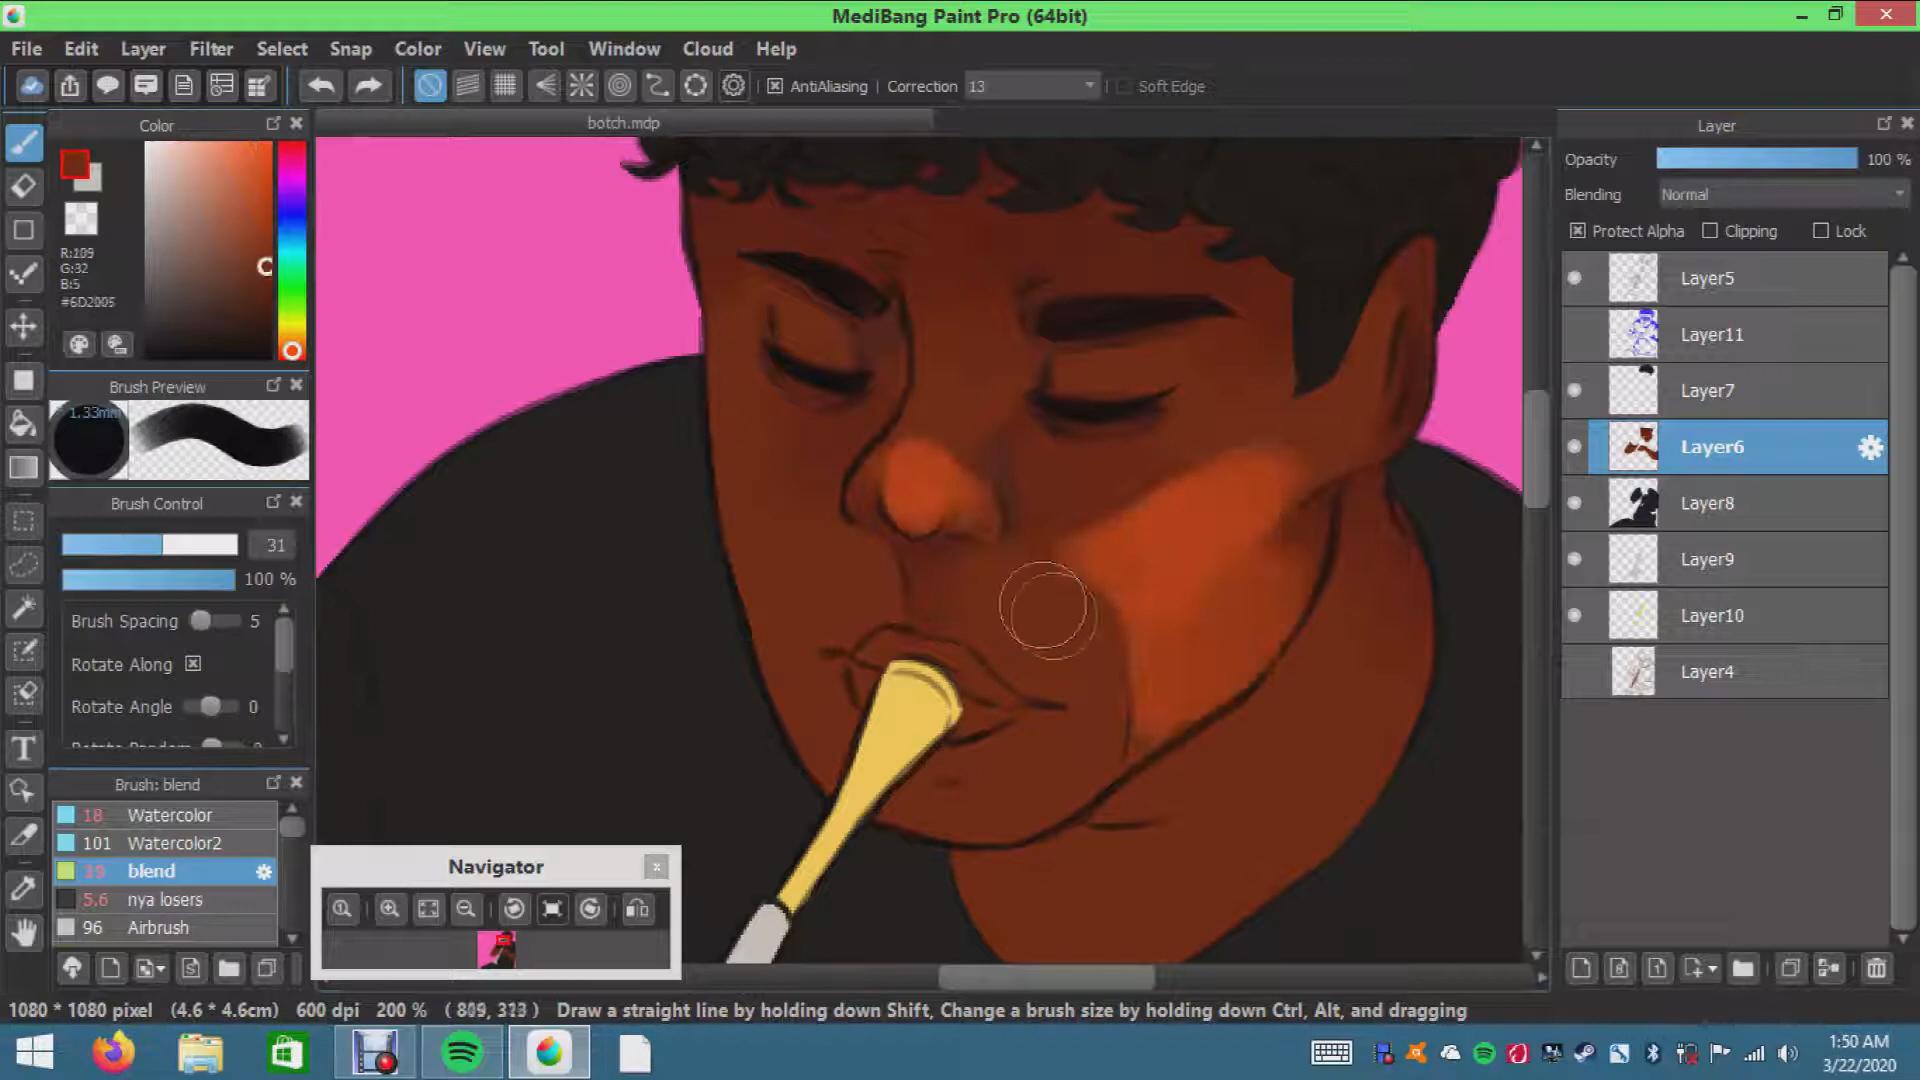 MediBang Paint Pro (64bit)
File Edit Layer Filter Select Snap Color View Tool Window Cloud Help
AntiAliasing Correction 13 Soft Edge
Color
botch.mdp
Layer
R:109
G:32
B:5
#6D2005
Opacity 100 %
Blending Normal
Protect Alpha Clipping Lock
Layer5
Layer11
Layer7
Layer6
Layer8
Layer9
Layer10
Layer4
Brush Preview
1.33mm
Brush Control
31
100 %
Brush Spacing 5
Rotate Along
Rotate Angle 0
Rotate Random 0
Brush: blend
18 Watercolor
101 Watercolor2
39 blend
5.6 nya losers
96 Airbrush
Navigator
1080 * 1080 pixel (4.6 * 4.6cm) 600 dpi 200 % Draw a straight line by holding down Shift, Change a brush size by holding down Ctrl, Alt, and dragging
1:50 AM
3/22/2020